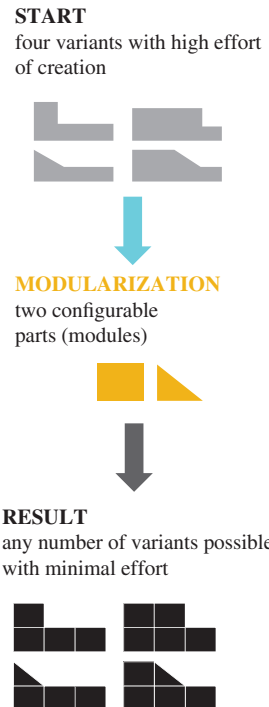 START
four variants with high effort
of creation
MODULARIZATION
two configurable
parts (modules)
RESULT
any number of variants possible
with minimal effort